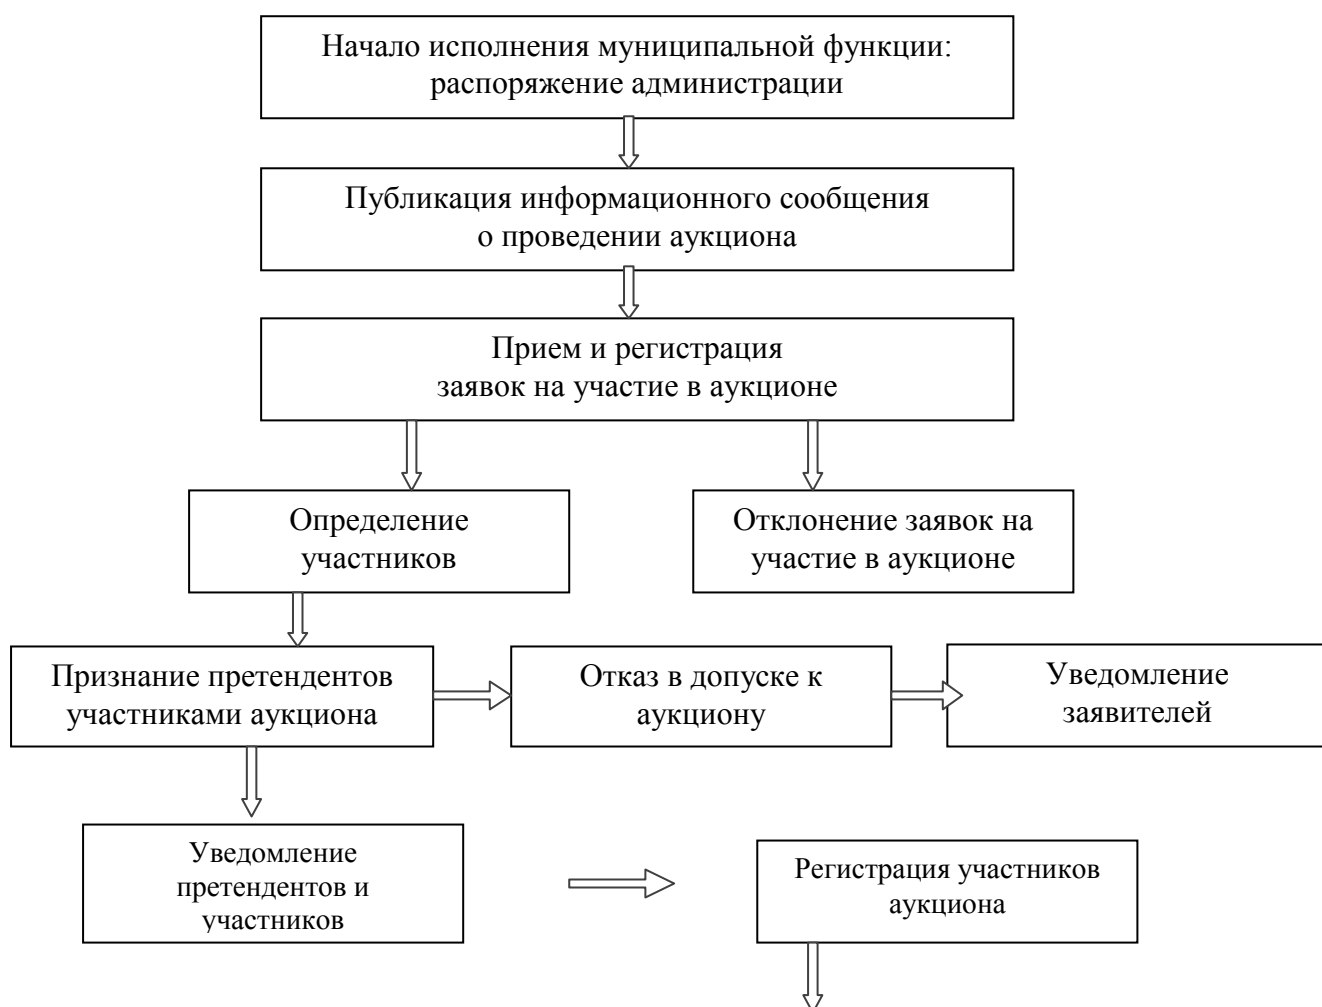 Начало исполнения муниципальной функции:
распоряжение администрации
Публикация информационного сообщения
о проведении аукциона
Прием и регистрация
заявок на участие в аукционе
Определение
участников
Отклонение заявок на
участие в аукционе
Признание претендентов
участниками аукциона
Отказ в допуске к
аукциону
Уведомление
заявителей
Уведомление
претендентов и
участников
Регистрация участников
аукциона